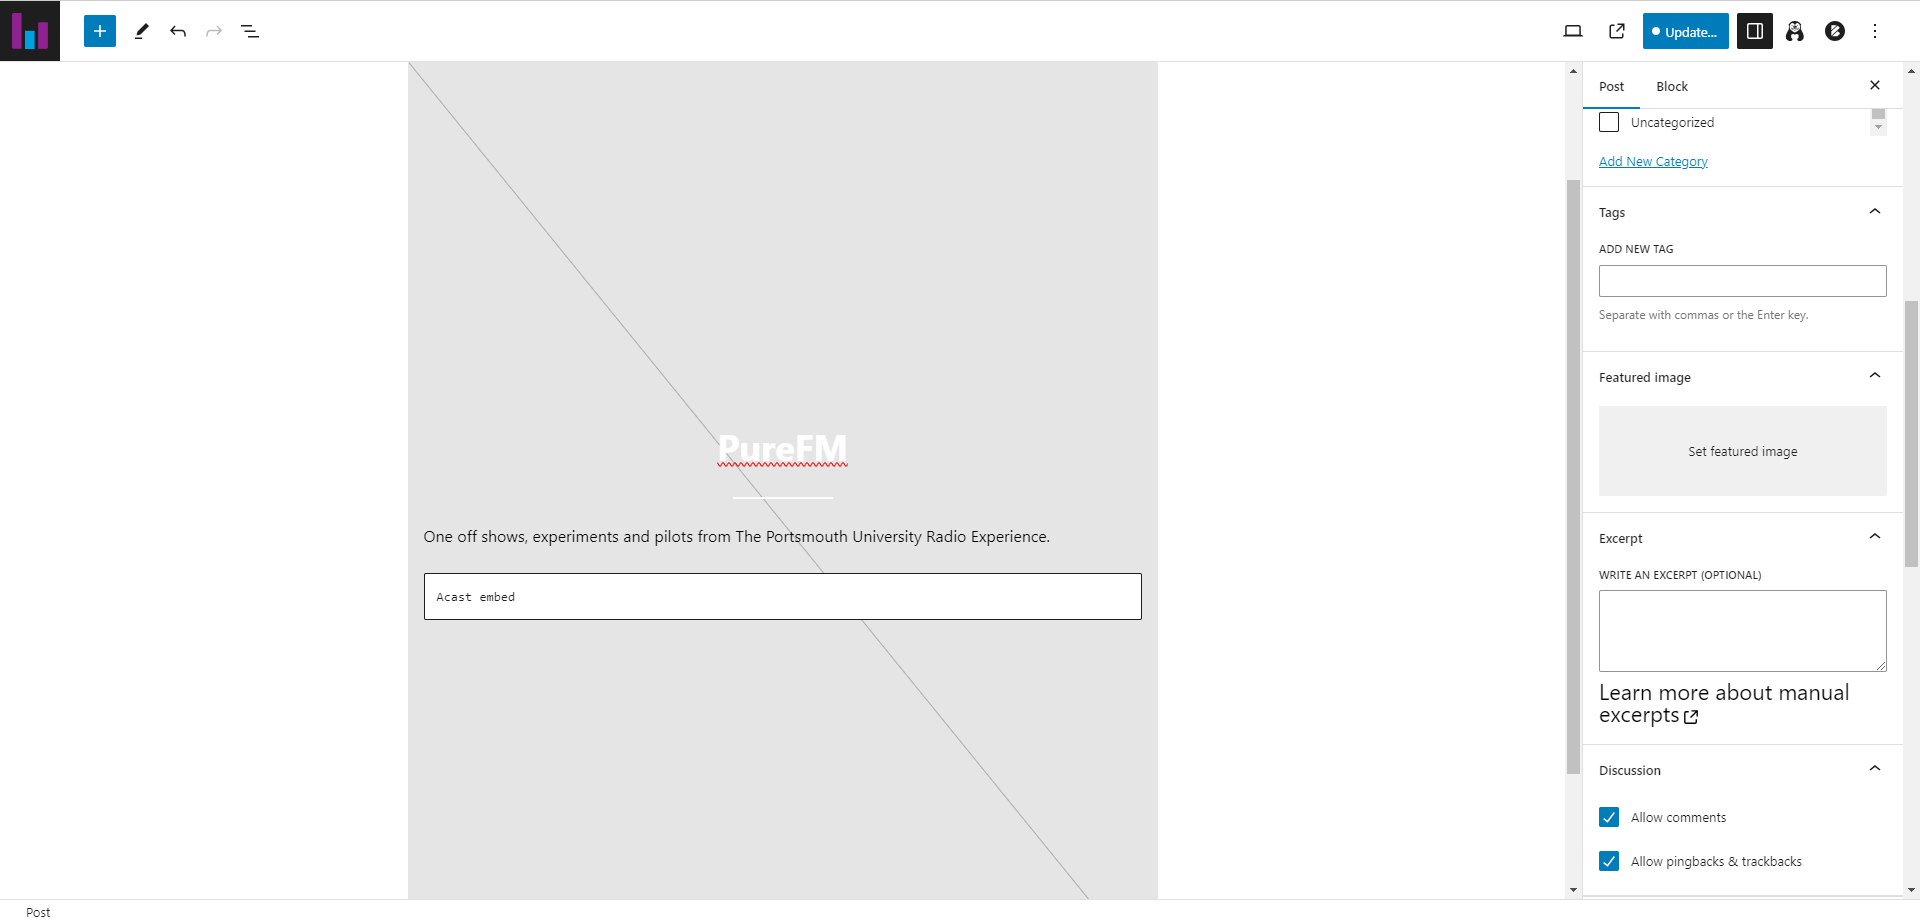 Update...
Post
Block
Uncategorized
Add New Category
Tags
ADD NEW TAG
Separate with commas or the Enter key.
Featured image
Set featured image
Excerpt
WRITE AN EXCERPT (OPTIONAL)
Learn more about manual
excerpts
Discussion
Allow comments
Allow pingbacks & trackbacks
PureFM
One off shows, experiments and pilots from The Portsmouth University Radio Experience.
Acast embed
Post